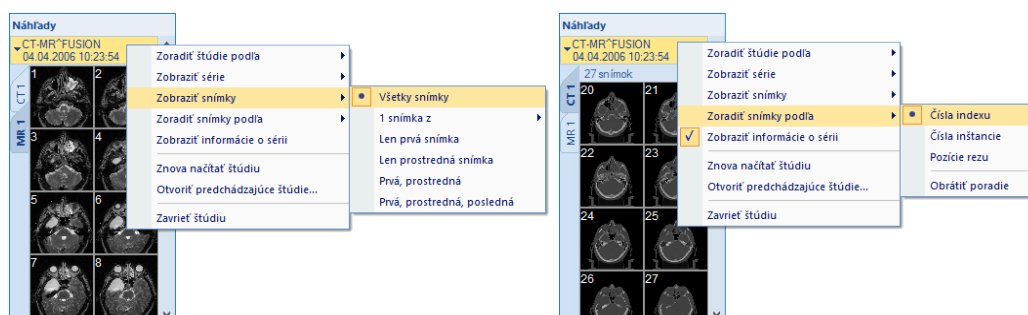 Náhľady
CT-MR^FUSION
04.04.2006 10:23:54
CT 1
MR 1
1
2
3
4
5
6
7
8
Zoradiť štúdie podľa
Zobraziť série
Zobraziť snímky
Zoradiť snímky podľa
Zobraziť informácie o sérii
Znova načítať štúdiu
Otvoriť predchádzajúce štúdie...
Zavrieť štúdiu
Všetky snímky
1 snímka z
Len prvá snímka
Len prostredná snímka
Prvá, prostredná
Prvá, prostredná, posledná
Náhľady
CT-MR^FUSION
04.04.2006 10:23:54
27 snímok
CT 1
MR 1
20
21
22
23
24
25
26
27
Zoradiť štúdie podľa
Zobraziť série
Zobraziť snímky
Zoradiť snímky podľa
Zobraziť informácie o sérii
Znova načítať štúdiu
Otvoriť predchádzajúce štúdie...
Zavrieť štúdiu
Čísla indexu
Čísla inštancie
Pozície rezu
Obrátiť poradie